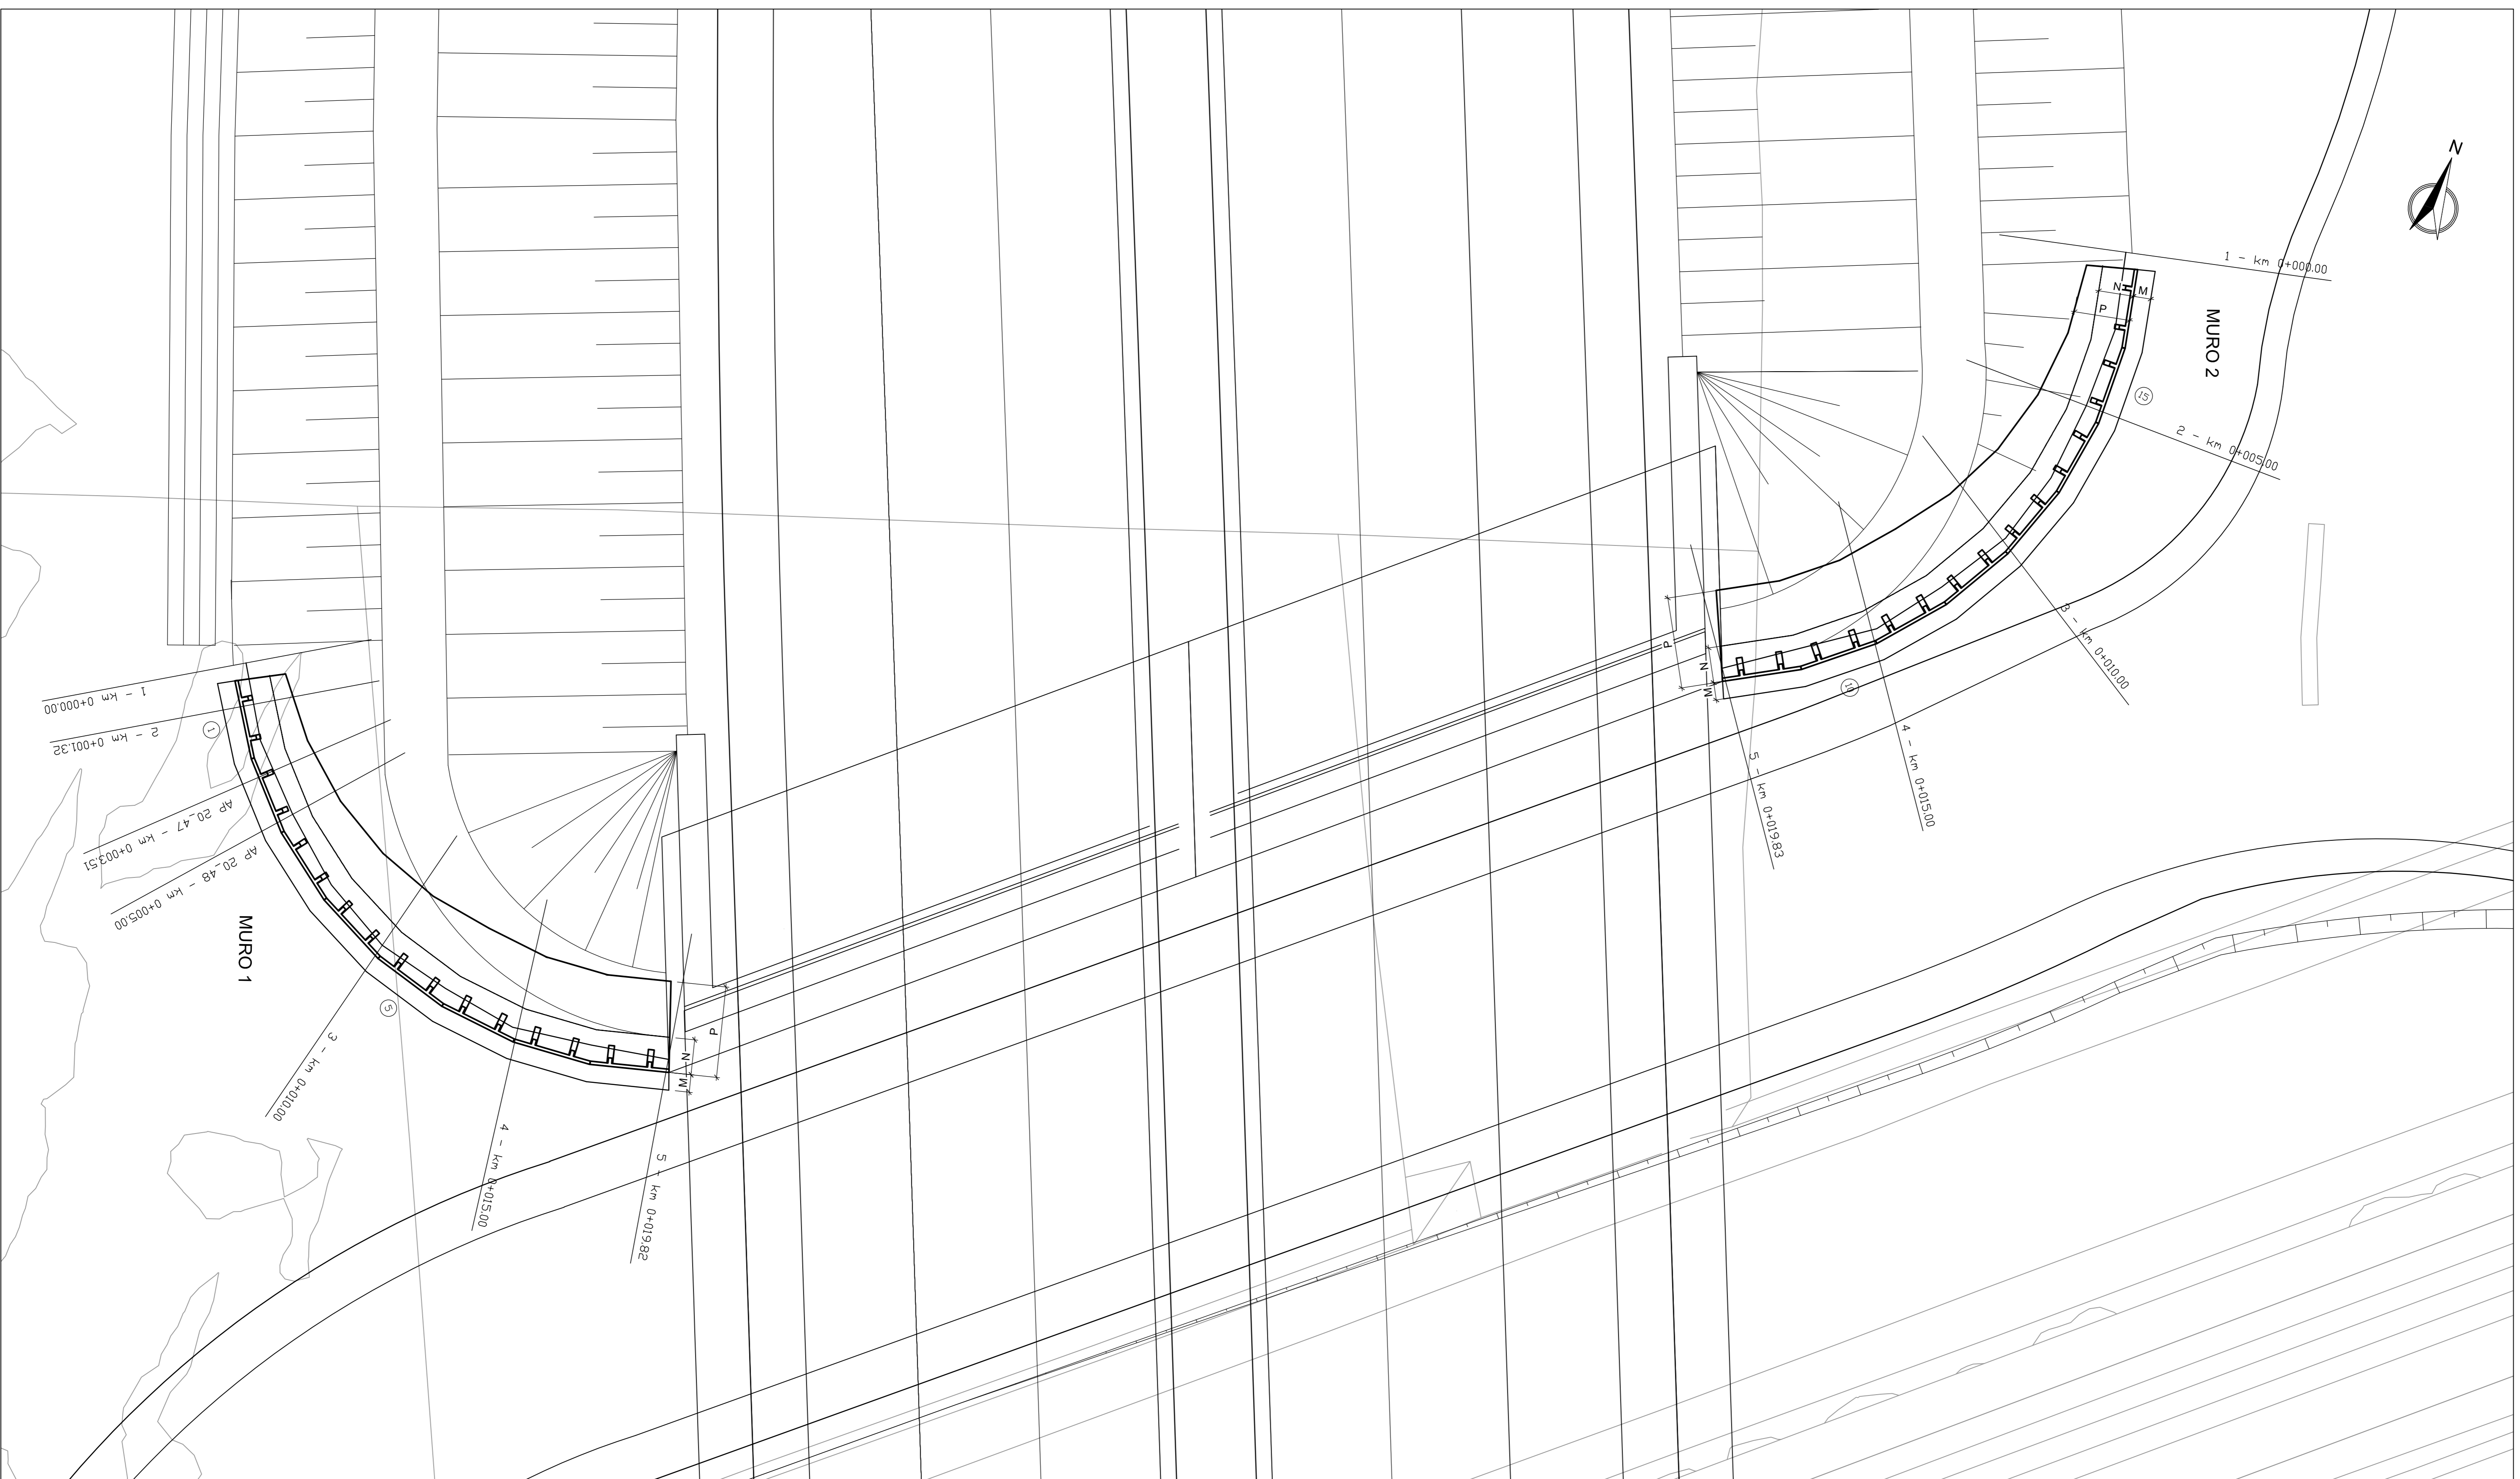 N
1 - km 0+000.00
N
M
P
MURO 2
15
2 - km 0+005.00
3 - km 0+010.00
P
N
M
10
4 - km 0+015.00
5 - km 0+019.83
1 - km 0+000.00
1
2 - km 0+001.32
AP 20_47 - km 0+003.51
AP 20_48 - km 0+005.00
MURO 1
5
3 - km 0+010.00
P
N
M
4 - km 0+015.00
5 - km 0+019.82